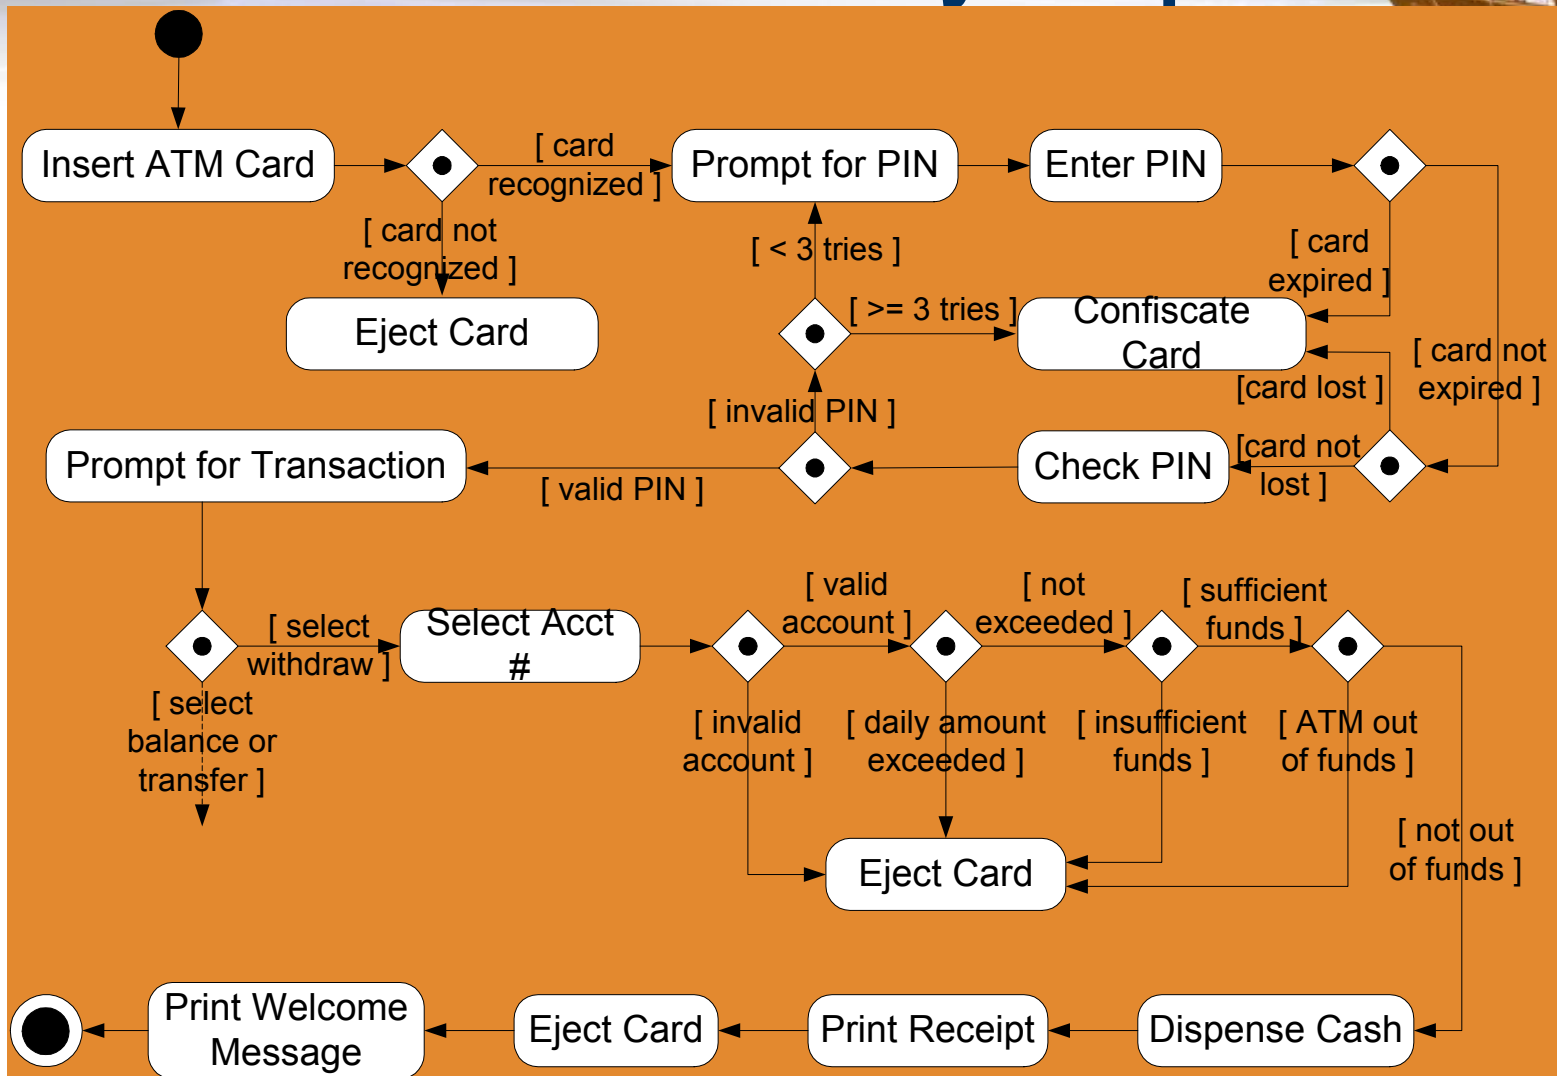 Insert ATM Card
[ card
recognized ]
Prompt for PIN
Enter PIN
[ card not
recognized ]
[ < 3 tries ]
[ card
expired ]
Eject Card
[ >= 3 tries ]
Confiscate
Card
[ card not
expired ]
[card lost ]
[ invalid PIN ]
Prompt for Transaction
[ valid PIN ]
Check PIN
[card not
lost ]
[ select
withdraw ]
Select Acct
#
[ valid
account ]
[ not
exceeded ]
[ sufficient
funds ]
[ select
balance or
transfer ]
[ invalid
account ]
[ daily amount
exceeded ]
[ insufficient
funds ]
[ ATM out
of funds ]
[ not out
of funds ]
Eject Card
Print Welcome
Message
Eject Card
Print Receipt
Dispense Cash